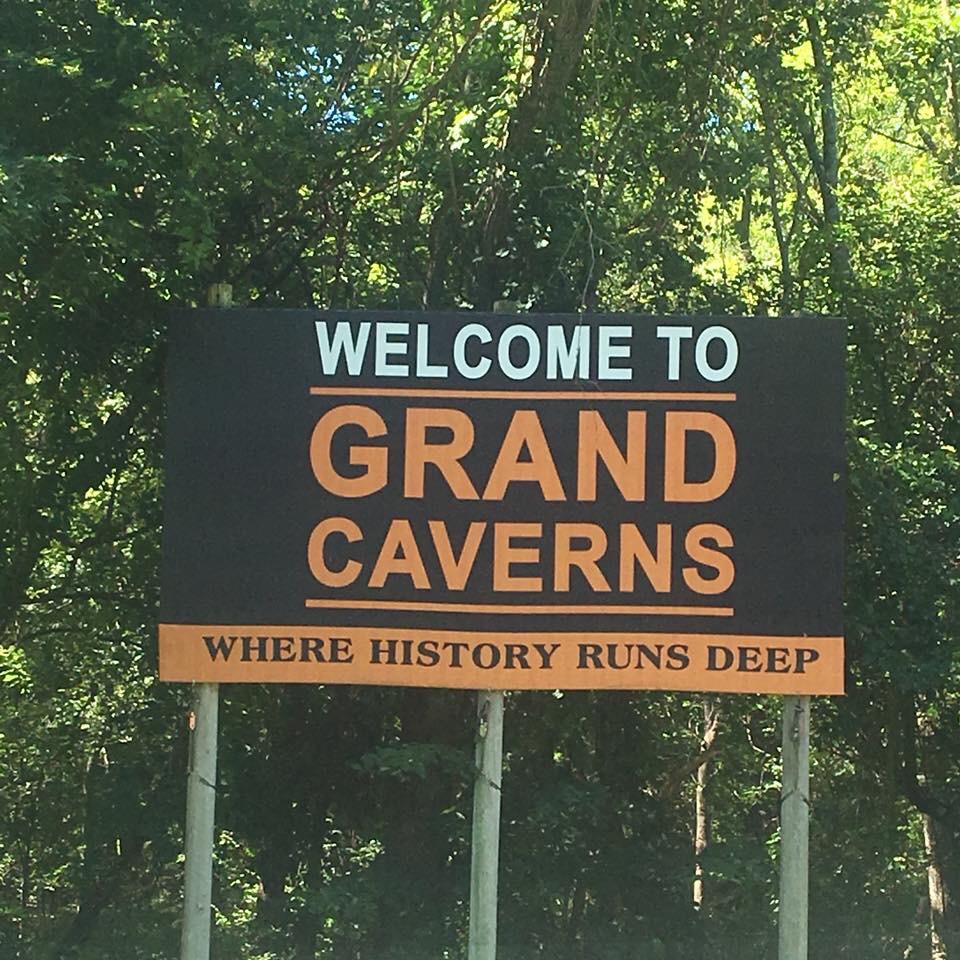 WELCOME TO
GRAND
CAVERNS
WHERE HISTORY RUNS DEEP